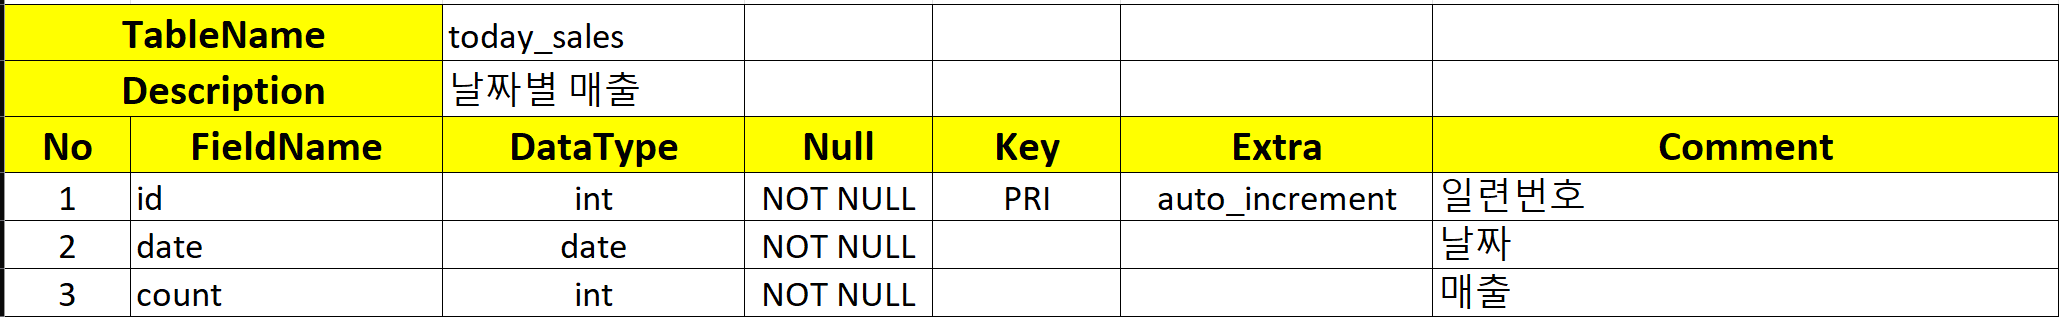 TableName today_sales
Description 날짜별 매출
No FieldName DataType Null Key Extra Comment
1 id int NOT NULL PRI auto_increment 일련번호
2 date date NOT NULL 날짜
3 count int NOT NULL 매출